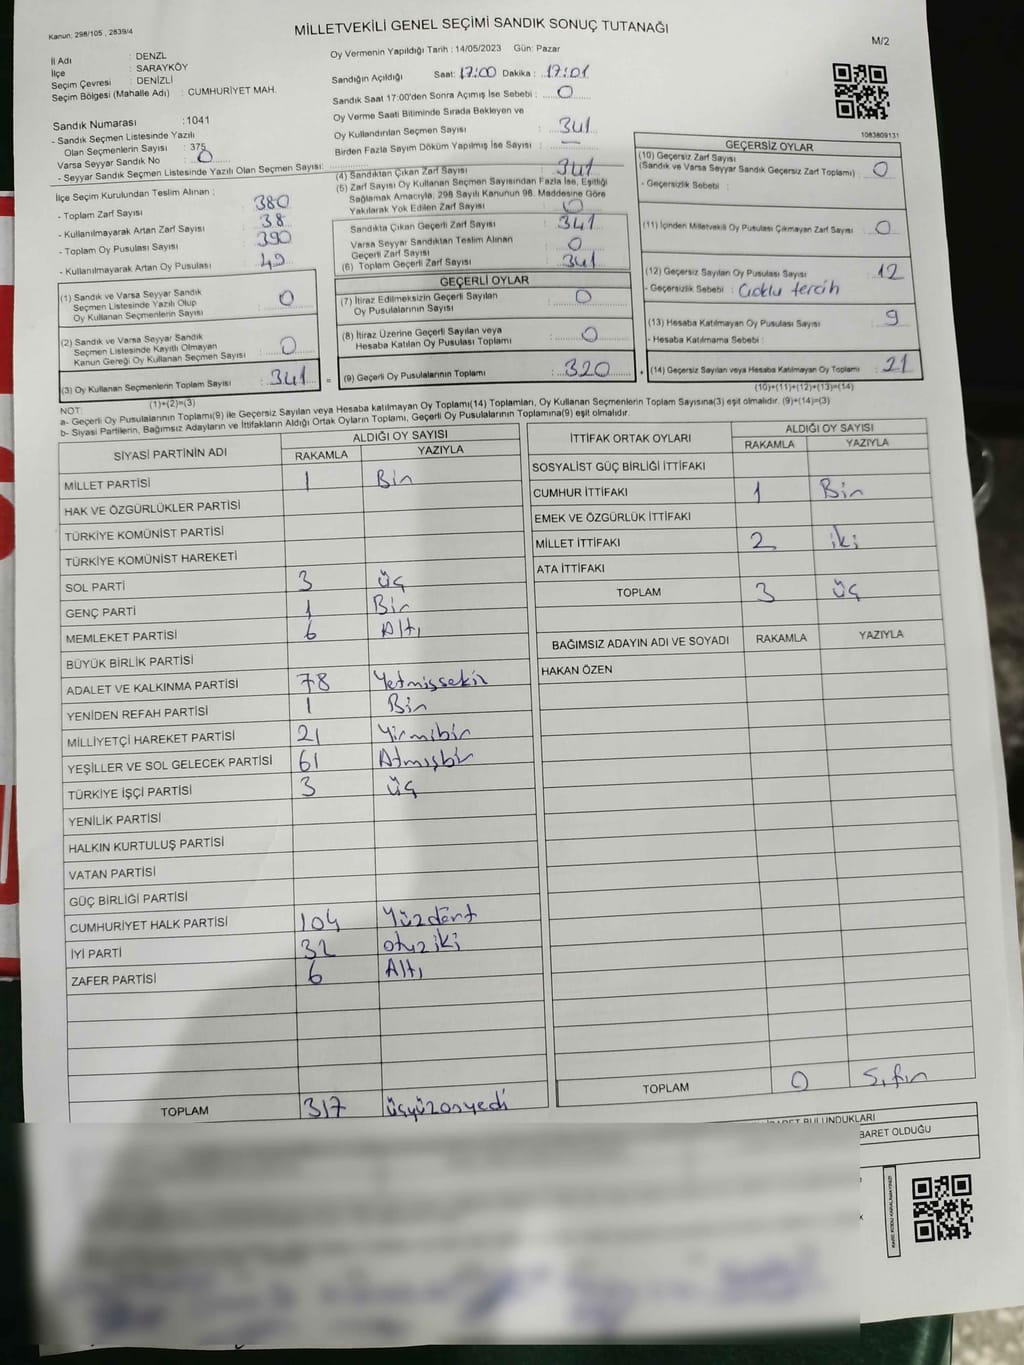 Kanun: 298/105 , 2839/4
MİLLETVEKİLİ GENEL SEÇİMİ SANDIK SONUÇ TUTANAĞI
M/2
İl Adı : DENZL
İlçe : SARAYKÖY
Seçim Çevresi : DENİZLİ
Seçim Bölgesi (Mahalle Adı) : CUMHURİYET MAH.
Oy Vermenin Yapıldığı Tarih : 14/05/2023 Gün: Pazar
Sandığın Açıldığı Saat: 17:00 Dakika : 17:01
Sandık Saat 17:00'den Sonra Açımış İse Sebebi : 0
Oy Verme Saati Bitiminde Sırada Bekleyen ve
Oy Kullandırılan Seçmen Sayısı : 341
Birden Fazla Sayım Döküm Yapılmış İse Sayısı : —
1083809131
Sandık Numarası : 1041
- Sandık Seçmen Listesinde Yazılı
Olan Seçmenlerin Sayısı : 375
Varsa Seyyar Sandık No : 0
- Seyyar Sandık Seçmen Listesinde Yazılı Olan Seçmen Sayısı:
İlçe Seçim Kurulundan Teslim Alınan :
- Toplam Zarf Sayısı : 380
- Kullanılmayarak Artan Zarf Sayısı : 38
- Toplam Oy Pusulası Sayısı : 390
- Kullanılmayarak Artan Oy Pusulası : 49
(4) Sandıktan Çıkan Zarf Sayısı : 341
(5) Zarf Sayısı Oy Kullanan Seçmen Sayısından Fazla İse, Eşitliği
Sağlamak Amacıyla, 298 Sayılı Kanunun 98. Maddesine Göre
Yakılarak Yok Edilen Zarf Sayısı : 0
Sandıkta Çıkan Geçerli Zarf Sayısı : 341
Varsa Seyyar Sandıktan Teslim Alınan
Geçerli Zarf Sayısı : 0
(6) Toplam Geçerli Zarf Sayısı : 341
GEÇERSİZ OYLAR
(10) Geçersiz Zarf Sayısı
(Sandık ve Varsa Seyyar Sandık Geçersiz Zarf Toplamı) : 0
- Geçersizlik Sebebi :
(11) İçinden Milletvekili Oy Pusulası Çıkmayan Zarf Sayısı : 0
(12) Geçersiz Sayılan Oy Pusulası Sayısı : 12
- Geçersizlik Sebebi : Çoklu tercih
(13) Hesaba Katılmayan Oy Pusulası Sayısı : 9
- Hesaba Katılmama Sebebi :
(14) Geçersiz Sayılan veya Hesaba Katılmayan Oy Toplamı : 21
(10)+(11)+(12)+(13)=(14)
(1) Sandık ve Varsa Seyyar Sandık
Seçmen Listesinde Yazılı Olup
Oy Kullanan Seçmenlerin Sayısı : 0
(2) Sandık ve Varsa Seyyar Sandık
Seçmen Listesinde Kayıtlı Olmayan
Kanun Gereği Oy Kullanan Seçmen Sayısı : 0
(3) Oy Kullanan Seçmenlerin Toplam Sayısı : 341
(1)+(2)=(3)
=
GEÇERLİ OYLAR
(7) İtiraz Edilmeksizin Geçerli Sayılan
Oy Pusulalarının Sayısı : 0
(8) İtiraz Üzerine Geçerli Sayılan veya
Hesaba Katılan Oy Pusulası Toplamı : 0
(9) Geçerli Oy Pusulalarının Toplamı : 320
+
NOT:
a- Geçerli Oy Pusulalarının Toplamı(9) ile Geçersiz Sayılan veya Hesaba katılmayan Oy Toplamı(14) Toplamları, Oy Kullanan Seçmenlerin Toplam Sayısına(3) eşit olmalıdır. (9)+(14)=(3)
b- Siyasi Partilerin, Bağımsız Adayların ve İttifakların Aldığı Ortak Oyların Toplamı, Geçerli Oy Pusulalarının Toplamına(9) eşit olmalıdır.
SİYASİ PARTİNİN ADI ALDIĞI OY SAYISI
RAKAMLA YAZIYLA
MİLLET PARTİSİ 1 Bir
HAK VE ÖZGÜRLÜKLER PARTİSİ
TÜRKİYE KOMÜNİST PARTİSİ
TÜRKİYE KOMÜNİST HAREKETİ
SOL PARTİ 3 üç
GENÇ PARTİ 1 Bir
MEMLEKET PARTİSİ 6 Altı
BÜYÜK BİRLİK PARTİSİ
ADALET VE KALKINMA PARTİSİ 78 Yetmişsekiz
YENİDEN REFAH PARTİSİ 1 Bir
MİLLİYETÇİ HAREKET PARTİSİ 21 Yirmibir
YEŞİLLER VE SOL GELECEK PARTİSİ 61 Atmışbir
TÜRKİYE İŞÇİ PARTİSİ 3 üç
YENİLİK PARTİSİ
HALKIN KURTULUŞ PARTİSİ
VATAN PARTİSİ
GÜÇ BİRLİĞİ PARTİSİ
CUMHURİYET HALK PARTİSİ 104 Yüzdört
İYİ PARTİ 32 otuziki
ZAFER PARTİSİ 6 Altı
TOPLAM 317 üçyüzonyedi
İTTİFAK ORTAK OYLARI ALDIĞI OY SAYISI
RAKAMLA YAZIYLA
SOSYALİST GÜÇ BİRLİĞİ İTTİFAKI
CUMHUR İTTİFAKI 1 Bir
EMEK VE ÖZGÜRLÜK İTTİFAKI
MİLLET İTTİFAKI 2 iki
ATA İTTİFAKI
TOPLAM 3 üç
BAĞIMSIZ ADAYIN ADI VE SOYADI RAKAMLA YAZIYLA
HAKAN ÖZEN
TOPLAM 0 Sıfır
BULUNDUKLARI
BARET OLDUĞU